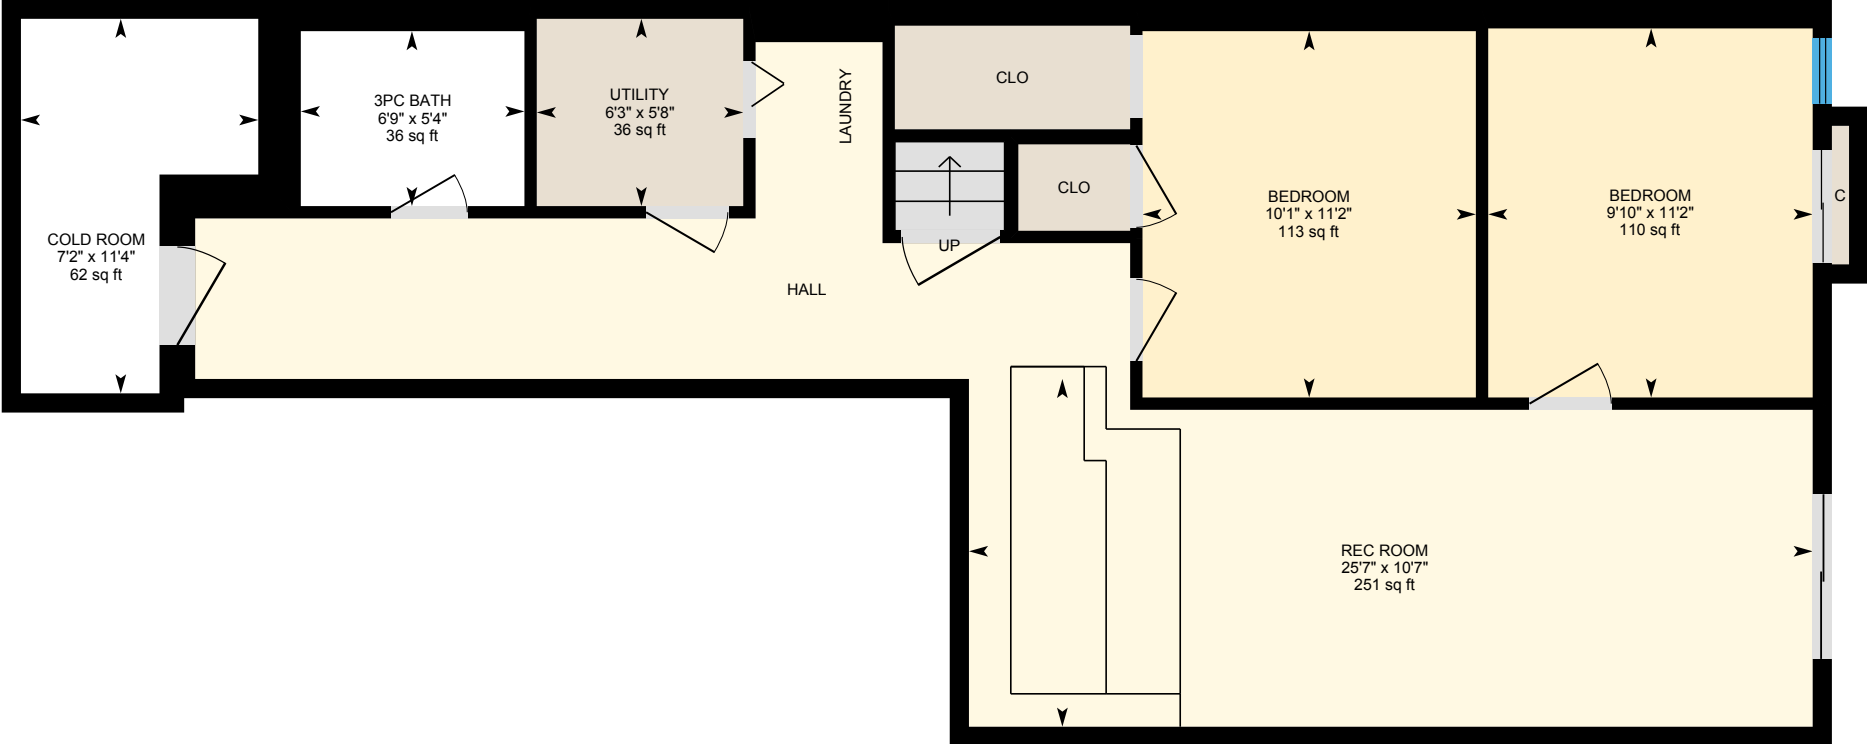 3PC BATH
6'9" x 5'4"
36 sq ft
UTILITY
6'3" x 5'8"
36 sq ft
LAUNDRY
CLO
CLO
UP
HALL
COLD ROOM
7'2" x 11'4"
62 sq ft
BEDROOM
10'1" x 11'2"
113 sq ft
BEDROOM
9'10" x 11'2"
110 sq ft
C
REC ROOM
25'7" x 10'7"
251 sq ft